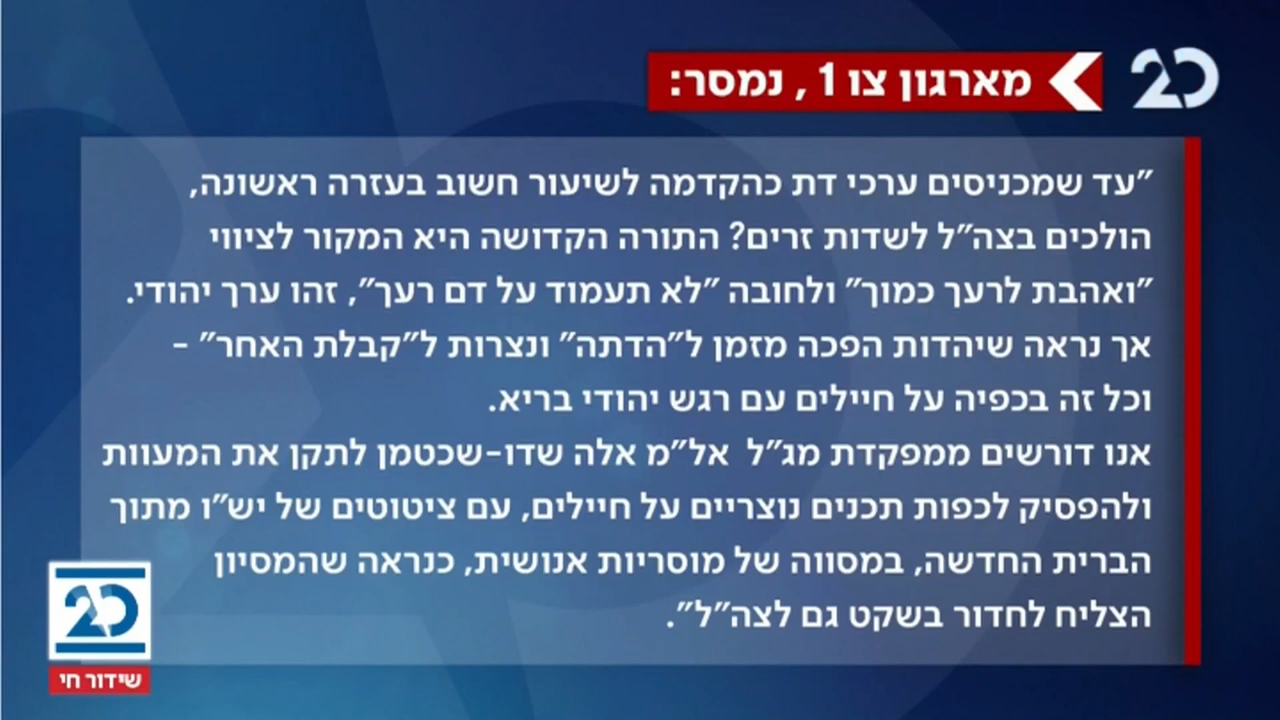 20
מארגון צו 1, נמסר:
"עד שמכניסים ערכי דת כהקדמה לשיעור חשוב בעזרה ראשונה,
הולכים בצה"ל לשדות זרים? התורה הקדושה היא המקור לציווי
"ואהבת לרעך כמוך" ולחובה "לא תעמוד על דם רעך", זהו ערך יהודי.
אך נראה שיהדות הפכה מזמן ל"הדתה" ונצרות ל"קבלת האחר" -
וכל זה בכפיה על חיילים עם רגש יהודי בריא.
אנו דורשים ממפקדת מג"ל אל"מ אלה שדו-שכטמן לתקן את המעוות
ולהפסיק לכפות תכנים נוצריים על חיילים, עם ציטוטים של יש"ו מתוך
הברית החדשה, במסווה של מוסריות אנושית, כנראה שהמסיון
הצליח לחדור בשקט גם לצה"ל".
20
שידור חי